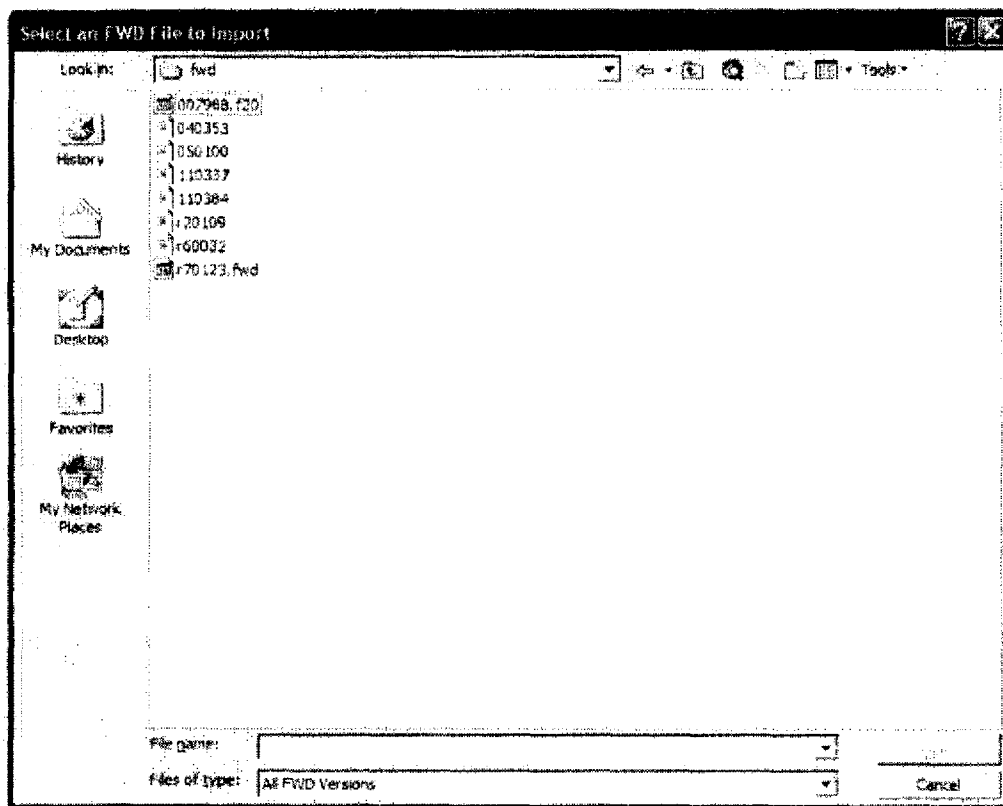 Select an FWD File to Import
Look in: fwd Tools
007988.f20
040353
050100
110337
110384
r20109
r60032
r70123.fwd
History
My Documents
Desktop
Favorites
My Network
Places
File name:
Files of type: All FWD Versions
Cancel